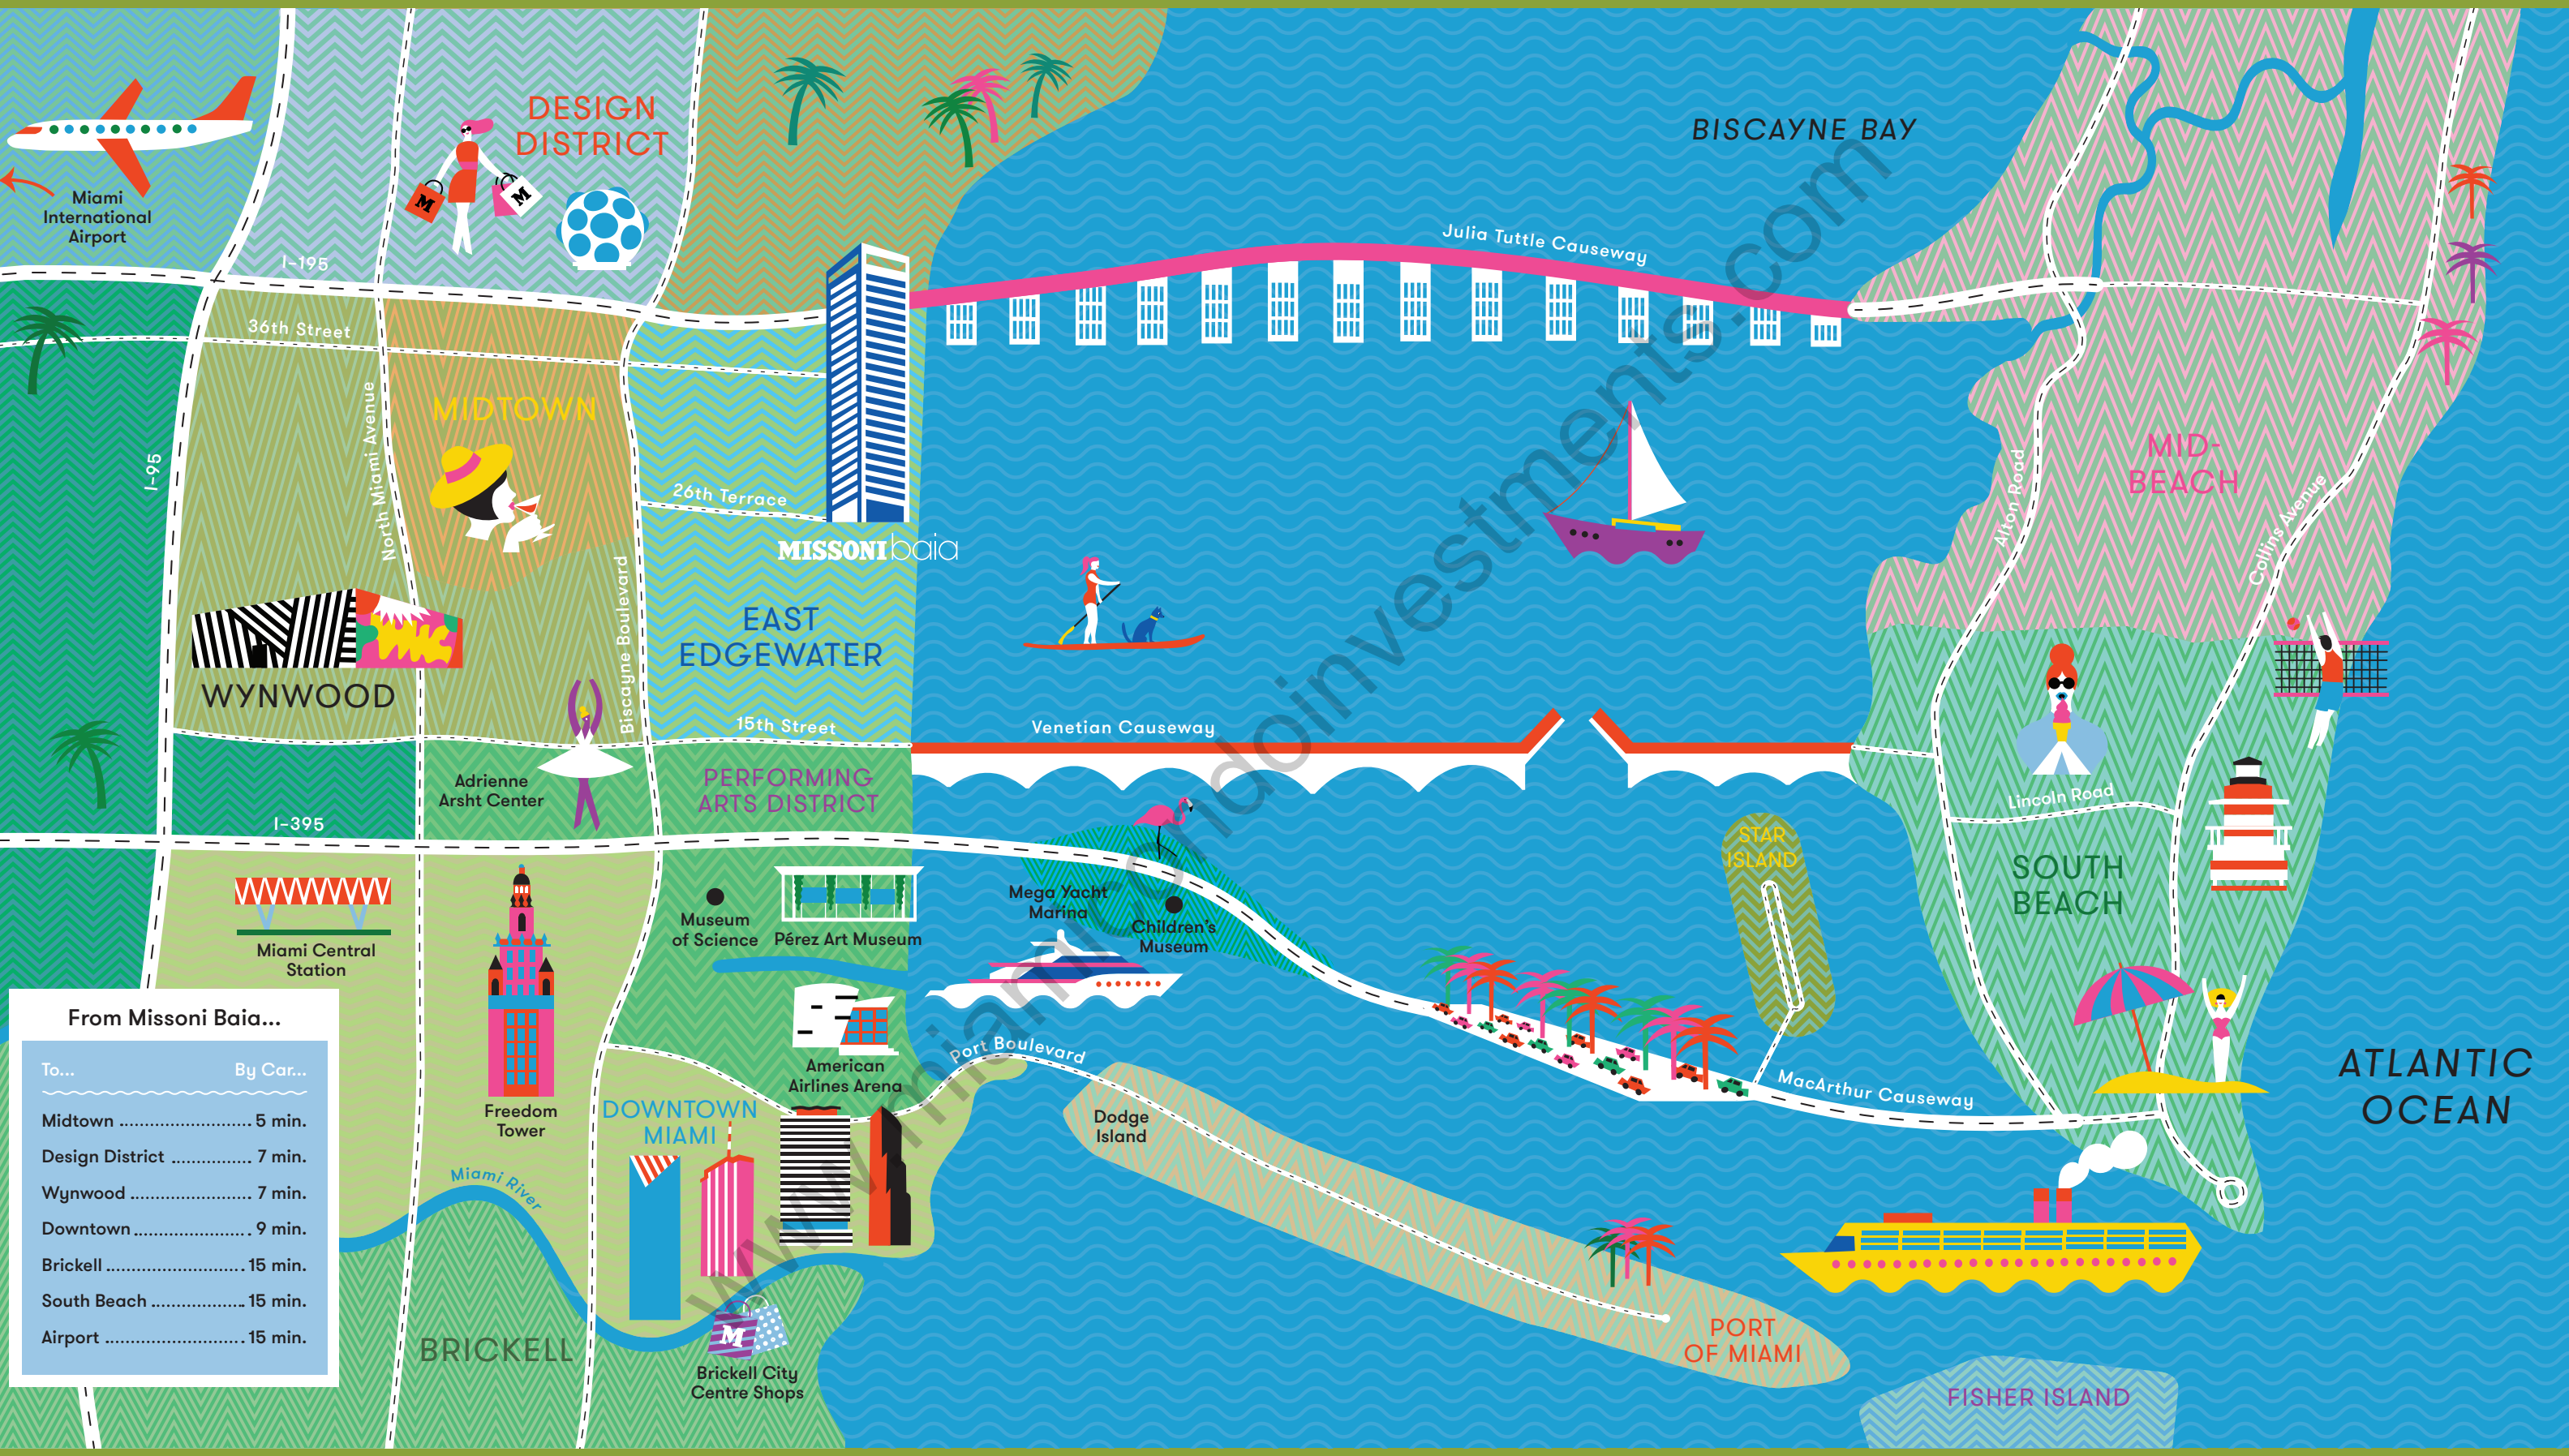 DESIGN
DISTRICT
BISCAYNE BAY
M
M
Miami
International
Airport
I-195
Julia Tuttle Causeway
36th Street
MIDTOWN
North Miami Avenue
I-95
26th Terrace
MISSONI baia
MID-
BEACH
Alton Road
Collins Avenue
EAST
EDGEWATER
WYNWOOD
Biscayne Boulevard
15th Street
Venetian Causeway
Adrienne
Arsht Center
PERFORMING
ARTS DISTRICT
I-395
Lincoln Road
STAR
ISLAND
SOUTH
BEACH
Museum
of Science
Pérez Art Museum
Mega Yacht
Marina
Children's
Museum
Miami Central
Station
American
Airlines Arena
Port Boulevard
MacArthur Causeway
ATLANTIC
OCEAN
Freedom
Tower
DOWNTOWN
MIAMI
Dodge
Island
Miami River
From Missoni Baia...
To... By Car...
Midtown ........................... 5 min.
Design District ................ 7 min.
Wynwood ........................ 7 min.
Downtown ........................ 9 min.
Brickell ............................ 15 min.
South Beach ................... 15 min.
Airport ............................ 15 min.
BRICKELL
M
Brickell City
Centre Shops
PORT
OF MIAMI
FISHER ISLAND
www.miamicondoinvestments.com